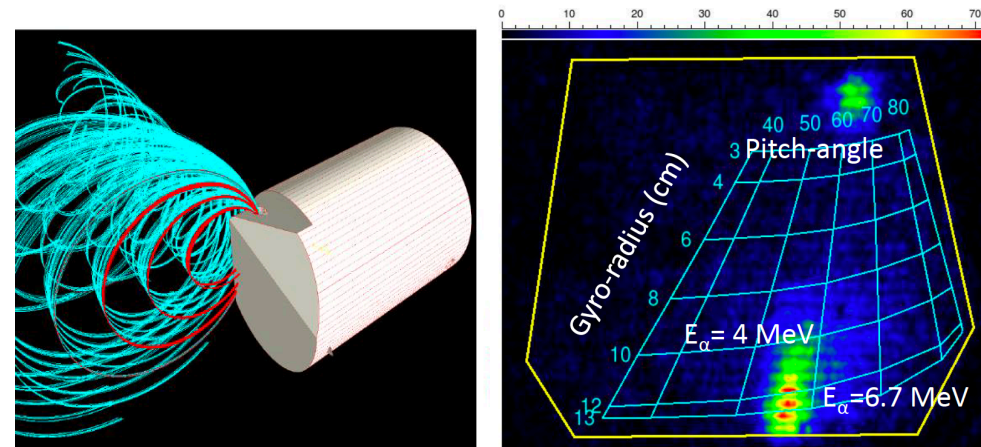 0 10 20 30 40 50 60 70
40 50 60 70 80
3 Pitch-angle
4
Gyro-radius (cm)
6
8
10 Eα= 4 MeV
12
13 Eα=6.7 MeV